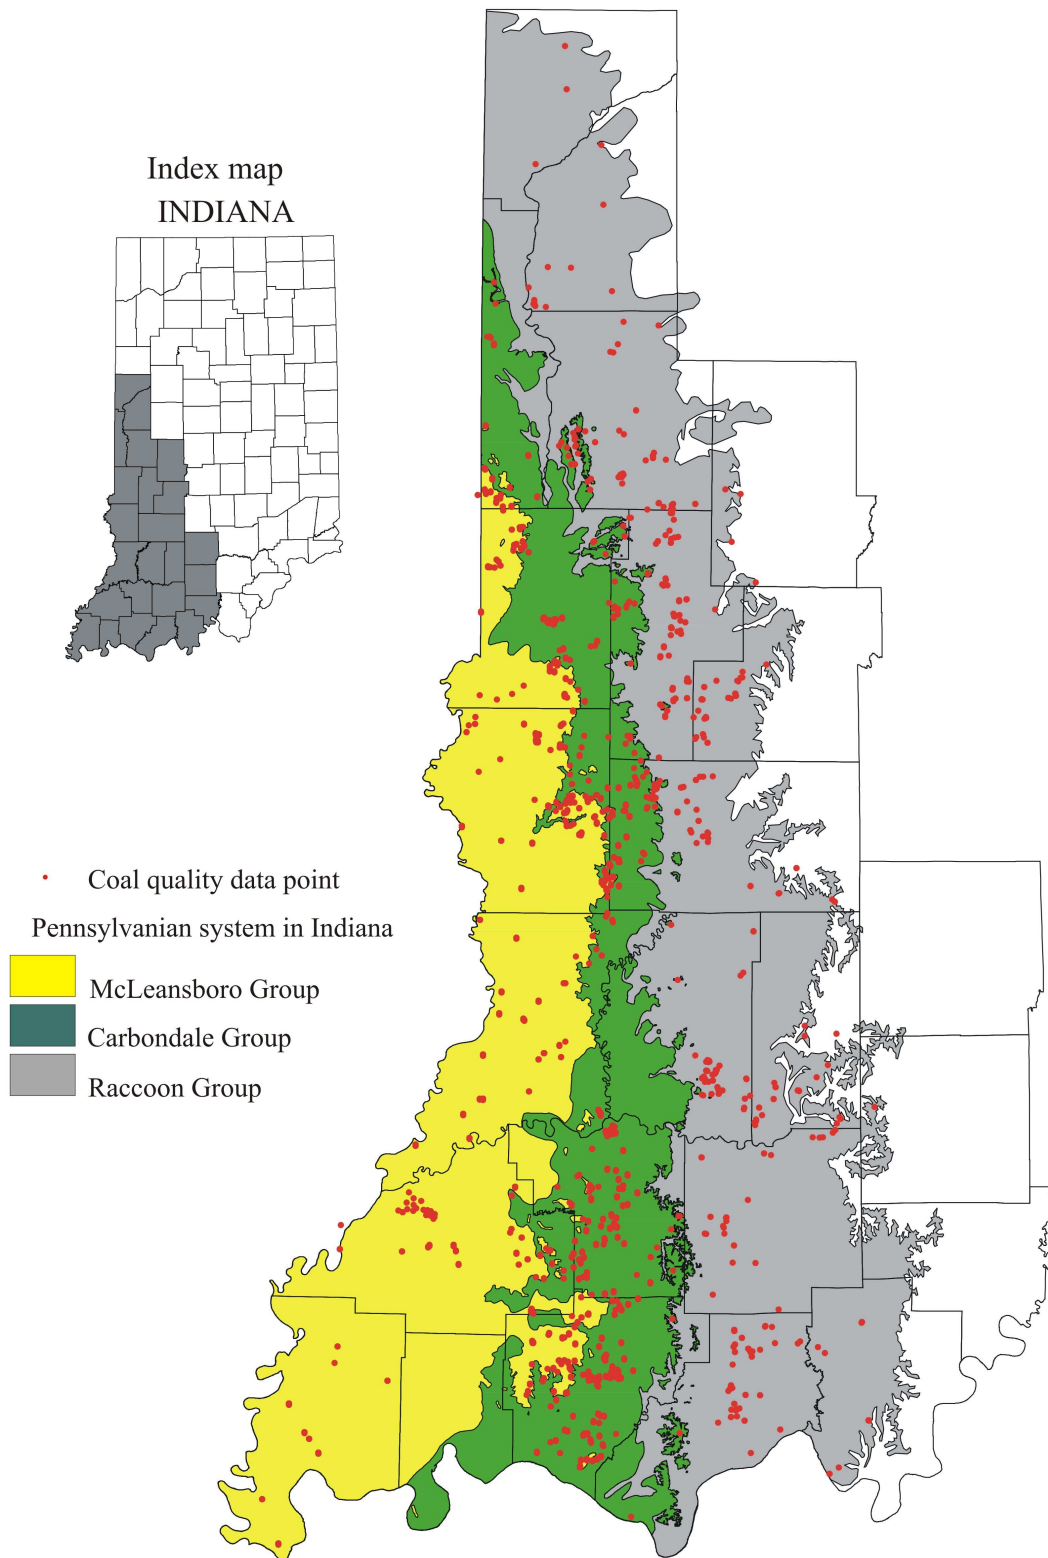 Index map
INDIANA
Coal quality data point
Pennsylvanian system in Indiana
McLeansboro Group
Carbondale Group
Raccoon Group